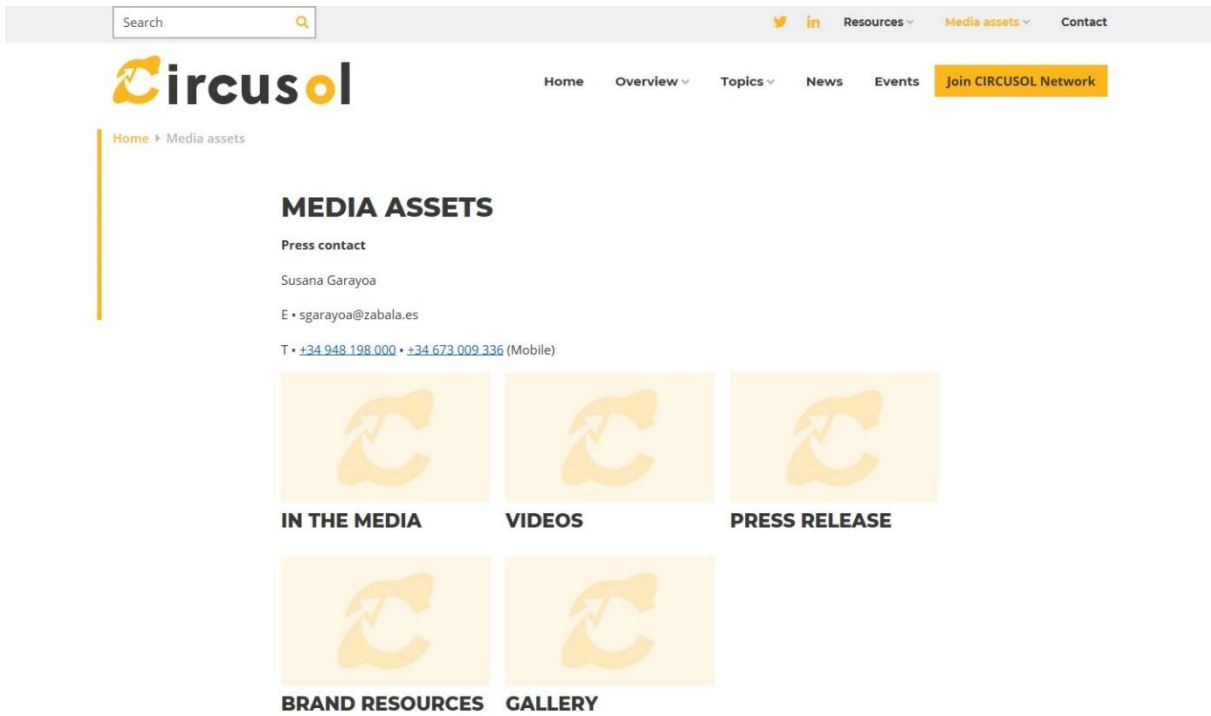 Search
in Resources Media assets Contact
Circusol
Home Overview Topics News Events Join CIRCUSOL Network
Home Media assets
MEDIA ASSETS
Press contact
Susana Garayoa
E • sgarayoa@zabala.es
T • +34 948 198 000 • +34 673 009 336 (Mobile)
IN THE MEDIA VIDEOS PRESS RELEASE
BRAND RESOURCES GALLERY